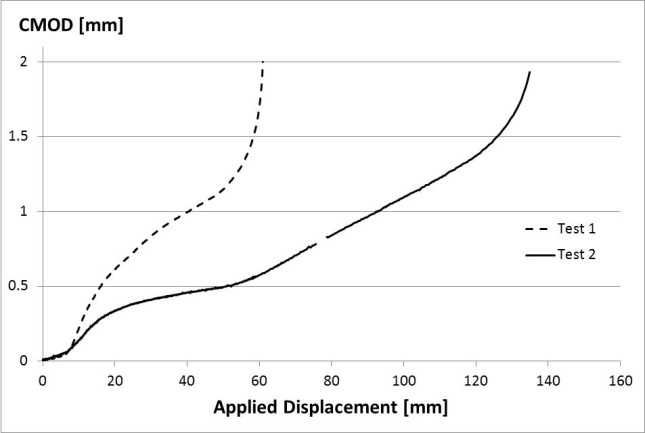 CMOD [mm]
2
1.5
1
0.5
0
0 20 40 60 80 100 120 140 160
Applied Displacement [mm]
Test 1
Test 2